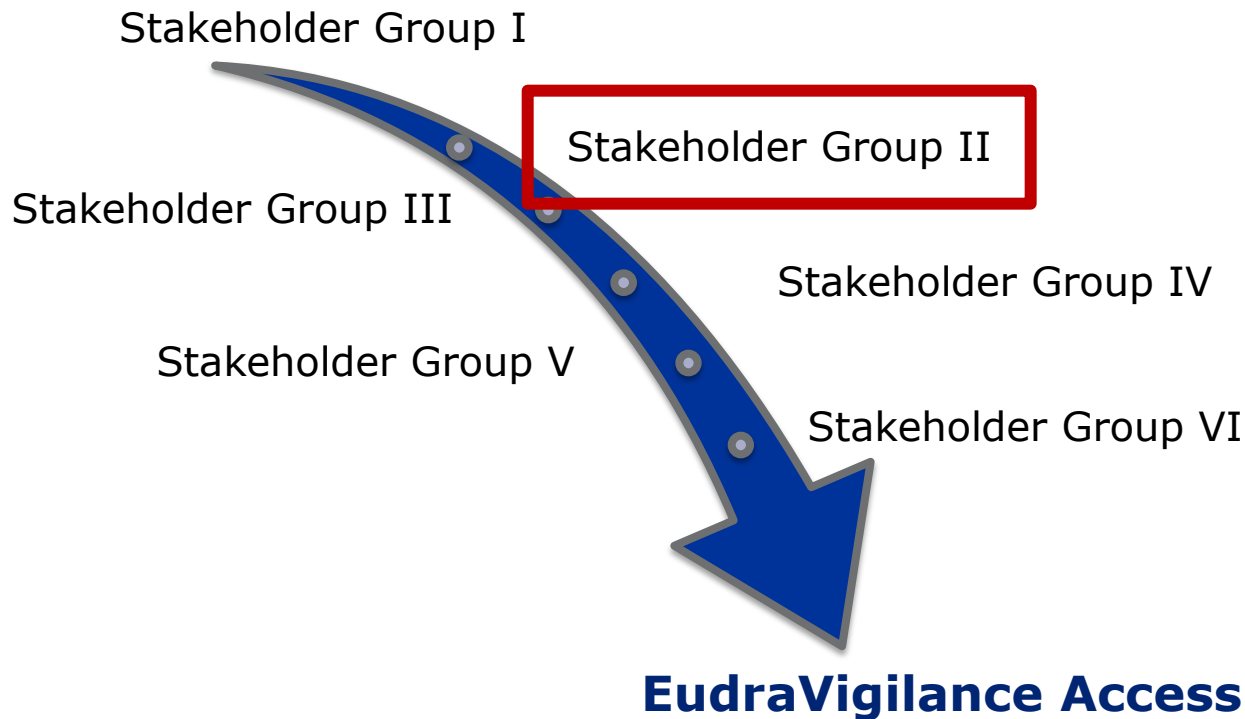 Stakeholder Group I
Stakeholder Group II
Stakeholder Group III
Stakeholder Group IV
Stakeholder Group V
Stakeholder Group VI
EudraVigilance Access